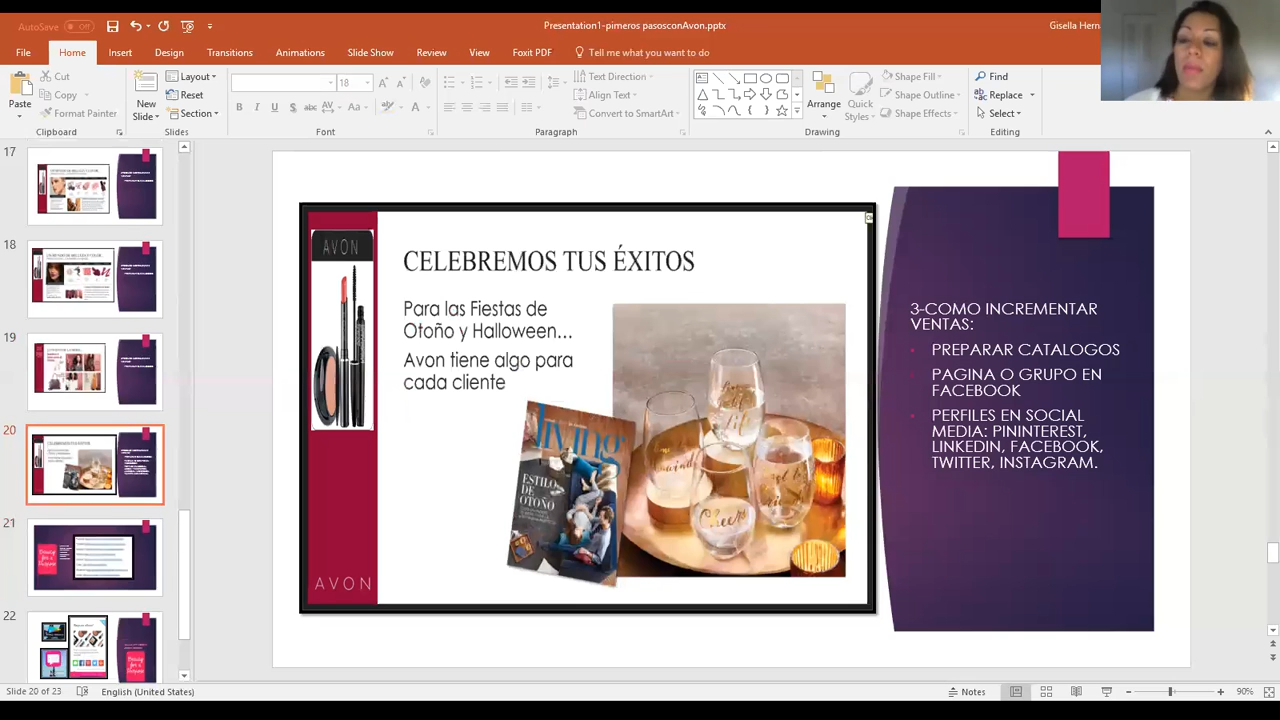 AutoSave Off
Presentation1-pimeros pasosconAvon.pptx
Gisella Hern
File Home Insert Design Transitions Animations Slide Show Review View Foxit PDF Tell me what you want to do
Paste
Cut
Copy
Format Painter
Clipboard
New Slide
Layout
Reset
Section
Slides
18
Font
Text Direction
Align Text
Convert to SmartArt
Paragraph
Arrange
Quick Styles
Shape Fill
Shape Outline
Shape Effects
Drawing
Find
Replace
Select
Editing
17
18
19
20
21
22
AVON
CELEBREMOS TUS ÉXITOS
Para las Fiestas de
Otoño y Halloween...
Avon tiene algo para
cada cliente
living
ESTILO
DE
OTOÑO
Cheers
AVON
3-COMO INCREMENTAR
VENTAS:
PREPARAR CATALOGOS
PAGINA O GRUPO EN
FACEBOOK
PERFILES EN SOCIAL
MEDIA: PININTEREST,
LINKEDIN, FACEBOOK,
TWITTER, INSTAGRAM.
Slide 20 of 23
English (United States)
Notes
90%